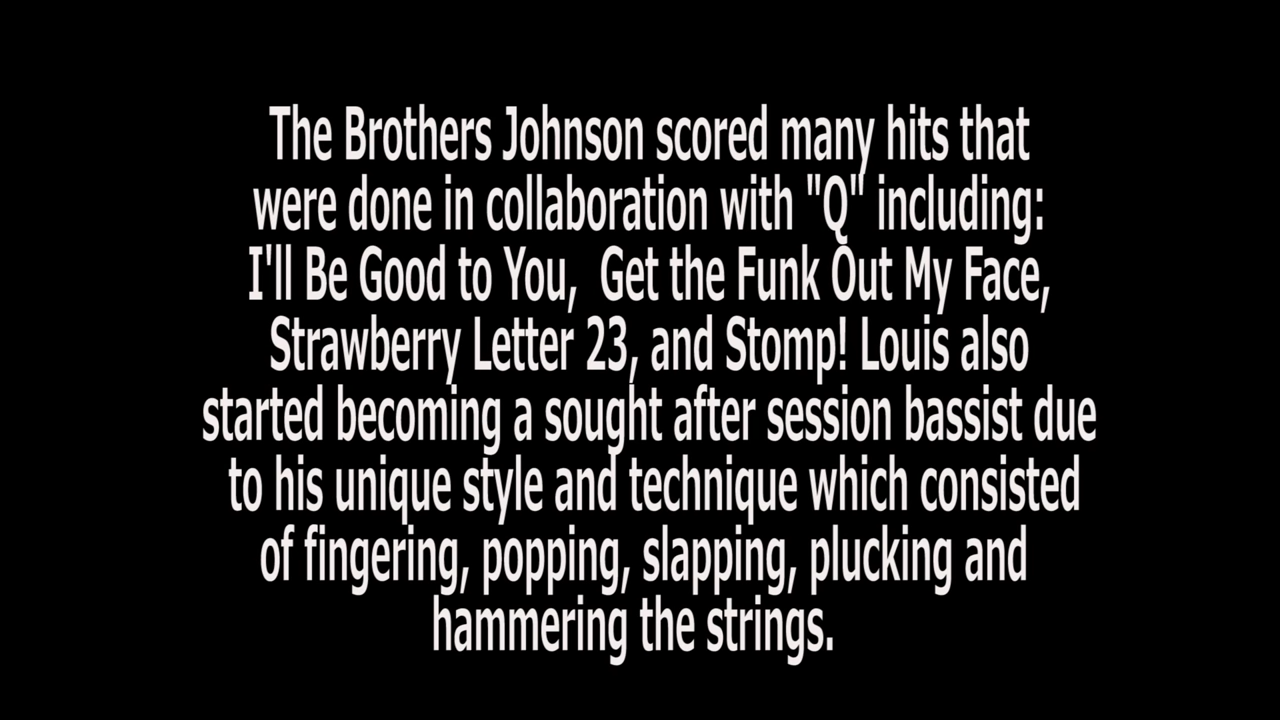 The Brothers Johnson scored many hits that
were done in collaboration with "Q" including:
I'll Be Good to You,  Get the Funk Out My Face,
Strawberry Letter 23, and Stomp! Louis also
started becoming a sought after session bassist due
to his unique style and technique which consisted
of fingering, popping, slapping, plucking and
hammering the strings.